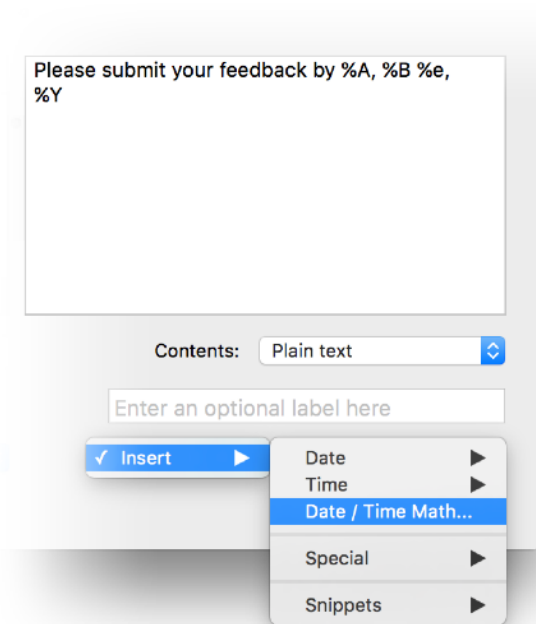 Please submit your feedback by %A, %B %e,
%Y
Contents: Plain text
Enter an optional label here
✓ Insert ▶ Date ▶
Time ▶
Date / Time Math...
Special ▶
Snippets ▶